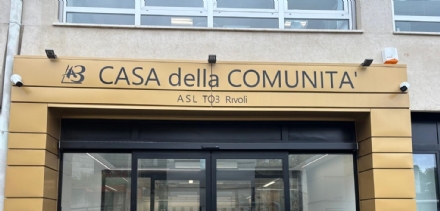 CASA della COMUNITA'
ASL TO3 Rivoli